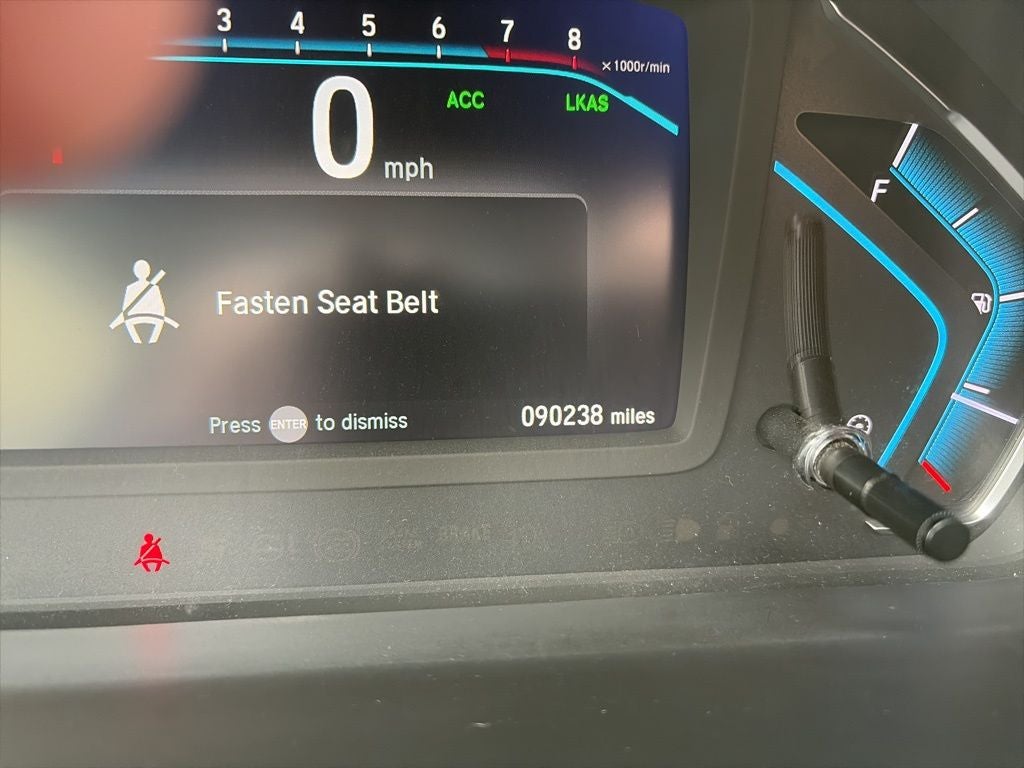 3 4 5 6 7 8
×1000r/min
ACC LKAS
0 mph
F
Fasten Seat Belt
Press ENTER to dismiss
090238 miles
BRAKE